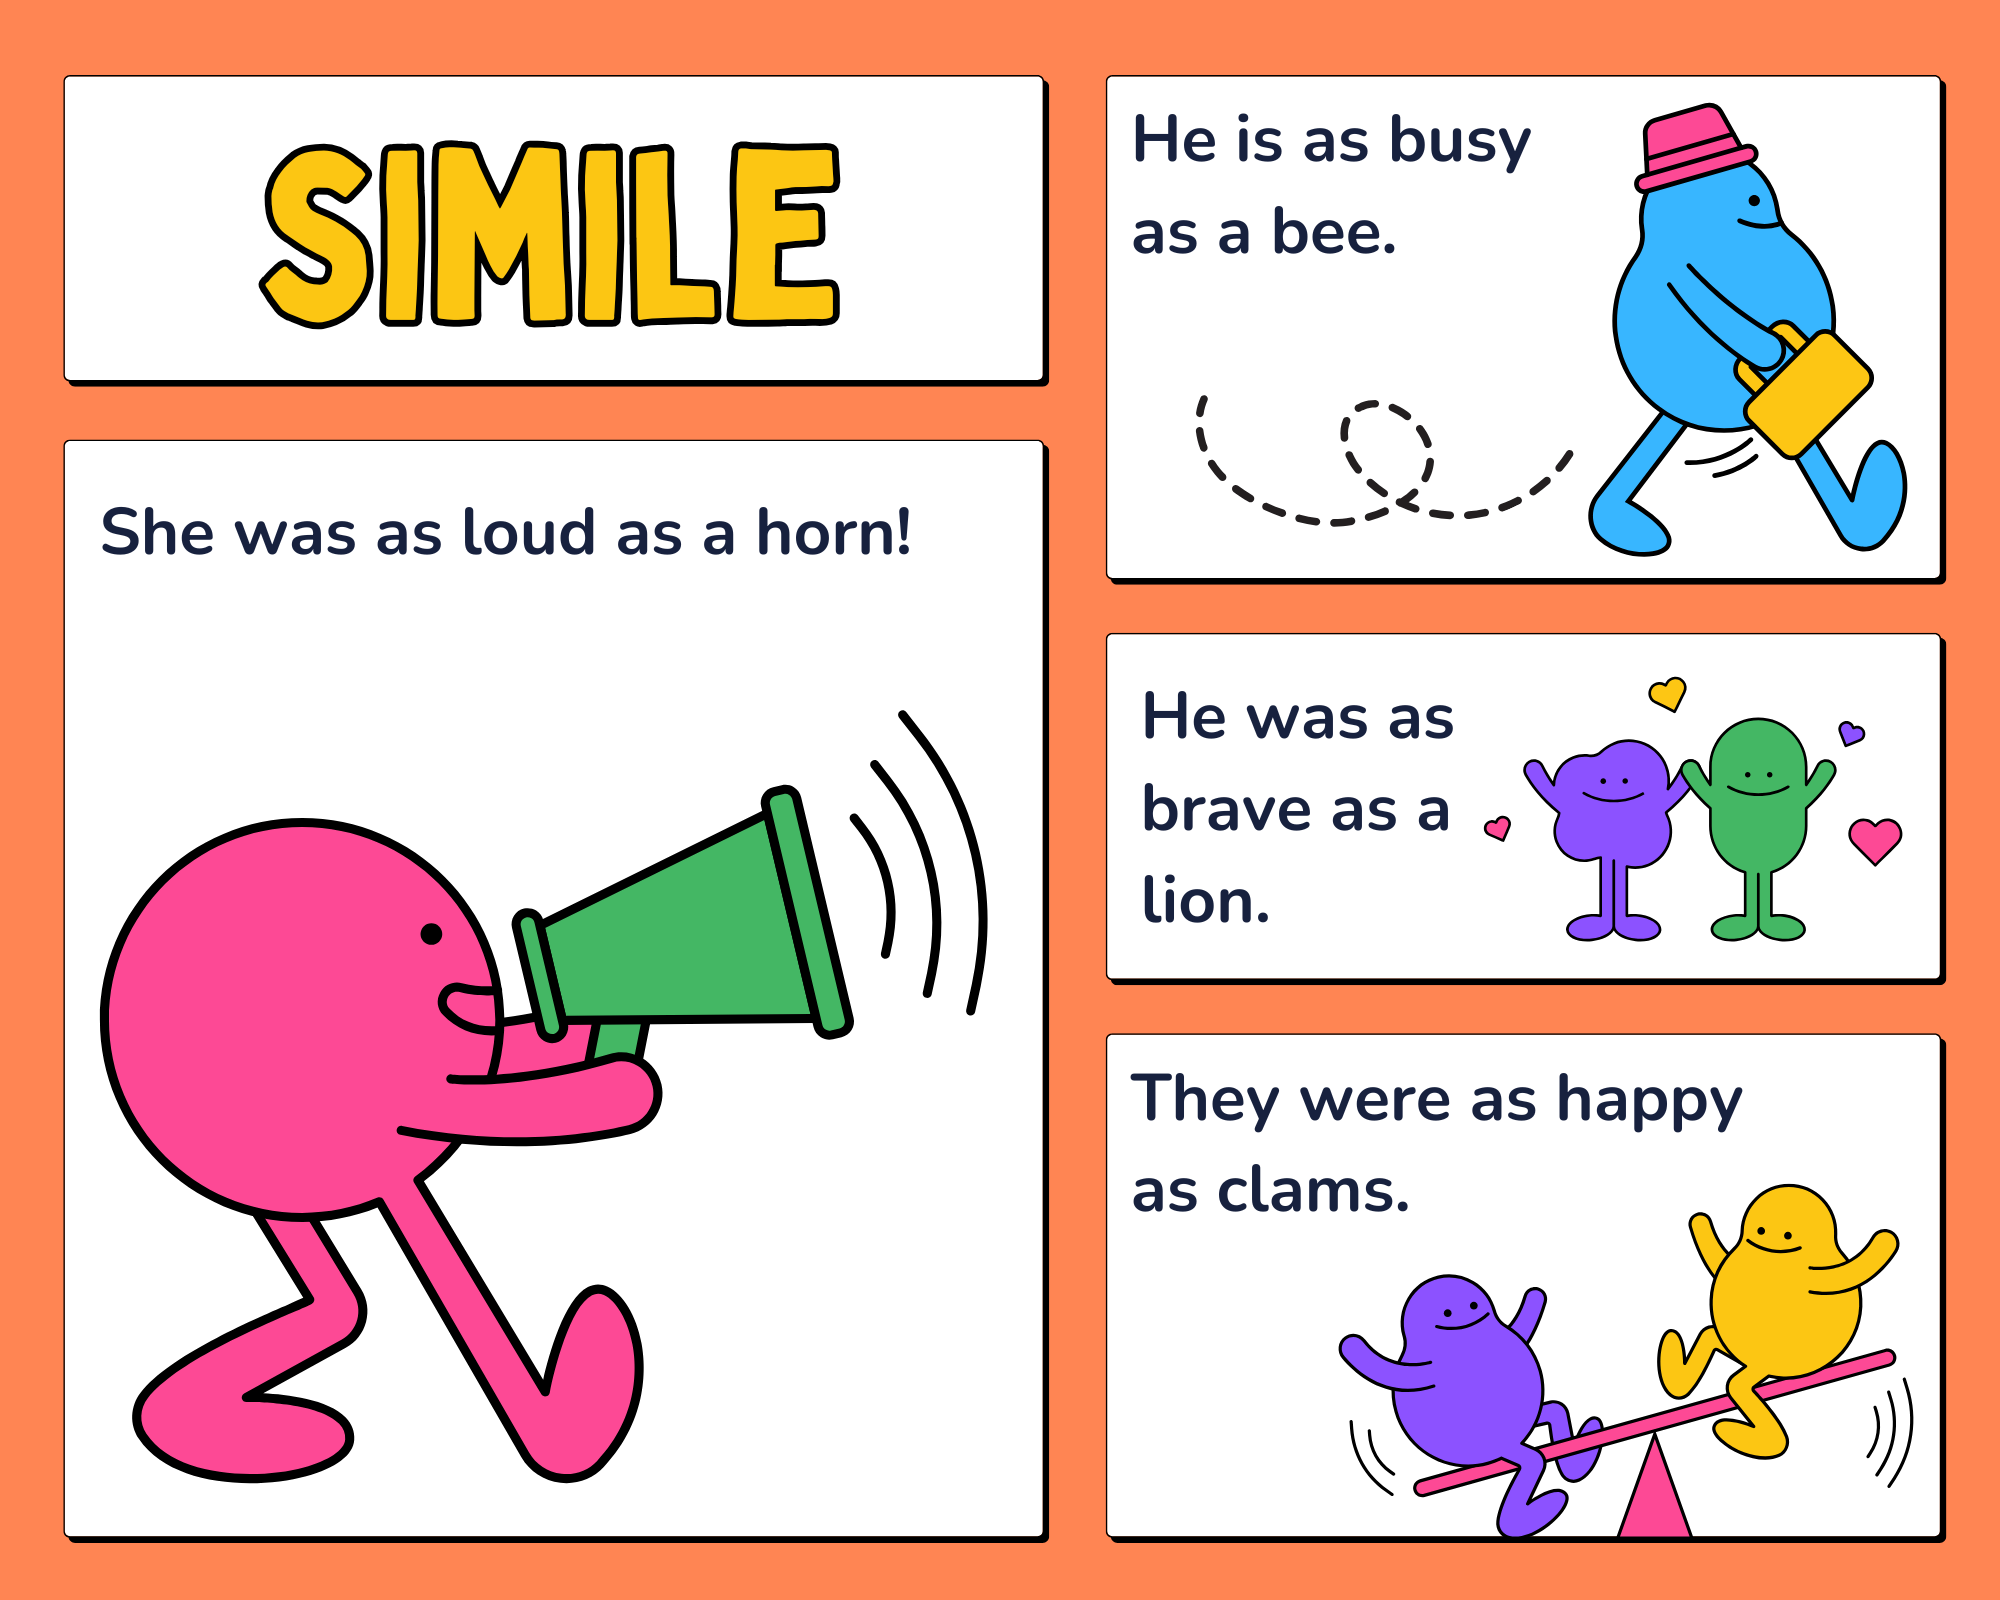 SIMILE
She was as loud as a horn!
He is as busy
as a bee.
He was as
brave as a
lion.
They were as happy
as clams.